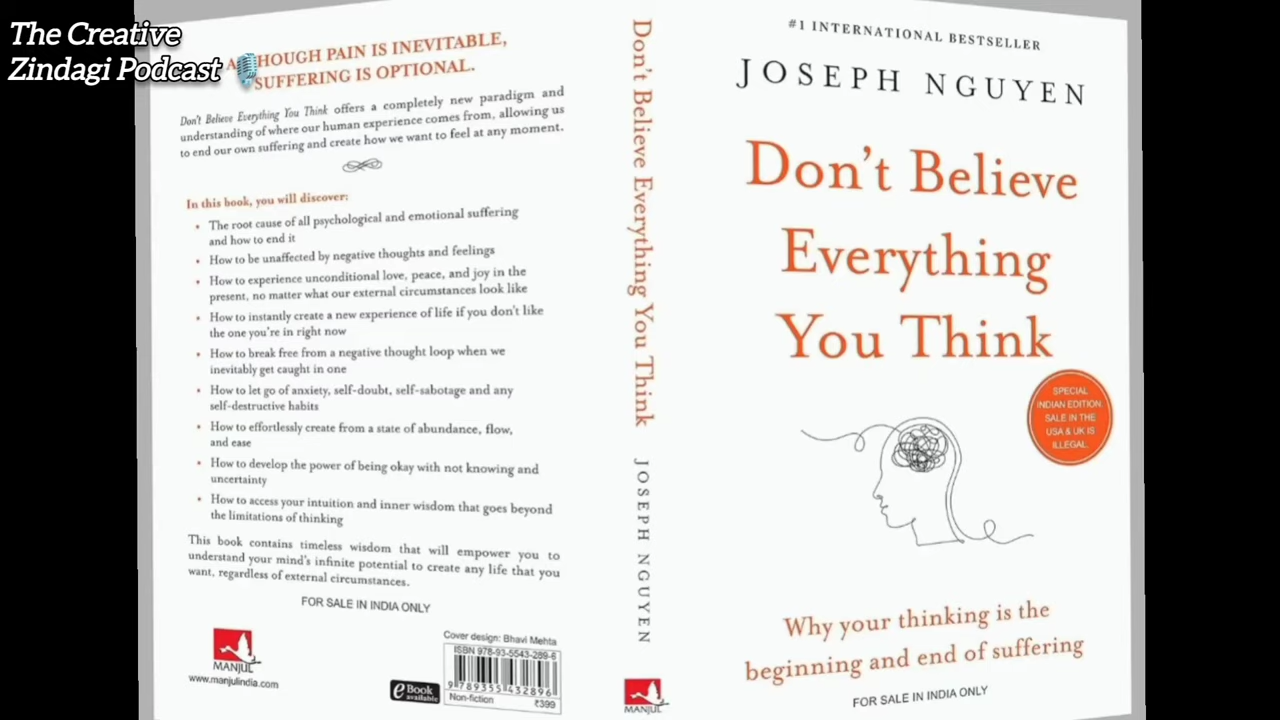 The Creative
Zindagi Podcast
HOUGH PAIN IS INEVITABLE,
SUFFERING IS OPTIONAL.
Don't Believe Everything You Think offers a completely new paradigm and
understanding of where our human experience comes from, allowing us
to end our own suffering and create how we want to feel at any moment.
In this book, you will discover:
• The root cause of all psychological and emotional suffering
and how to end it
• How to be unaffected by negative thoughts and feelings
• How to experience unconditional love, peace, and joy in the
present, no matter what our external circumstances look like
• How to instantly create a new experience of life if you don't like
the one you're in right now
• How to break free from a negative thought loop when we
inevitably get caught in one
• How to let go of anxiety, self-doubt, self-sabotage and any
self-destructive habits
• How to effortlessly create from a state of abundance, flow,
and ease
• How to develop the power of being okay with not knowing and
uncertainty
• How to access your intuition and inner wisdom that goes beyond
the limitations of thinking
This book contains timeless wisdom that will empower you to
understand your mind's infinite potential to create any life that you
want, regardless of external circumstances.
FOR SALE IN INDIA ONLY
MANJUL
www.manjulindia.com
Cover design: Bhavi Mehta
ISBN 978-93-5543-289-6
9 789355 432896
eBook
available
Non-fiction
₹399
Don't Believe Everything You Think
JOSEPH NGUYEN
MANJUL
#1 INTERNATIONAL BESTSELLER
JOSEPH NGUYEN
Don't Believe
Everything
You Think
SPECIAL
INDIAN EDITION.
SALE IN THE
USA & UK IS
ILLEGAL.
Why your thinking is the
beginning and end of suffering
FOR SALE IN INDIA ONLY